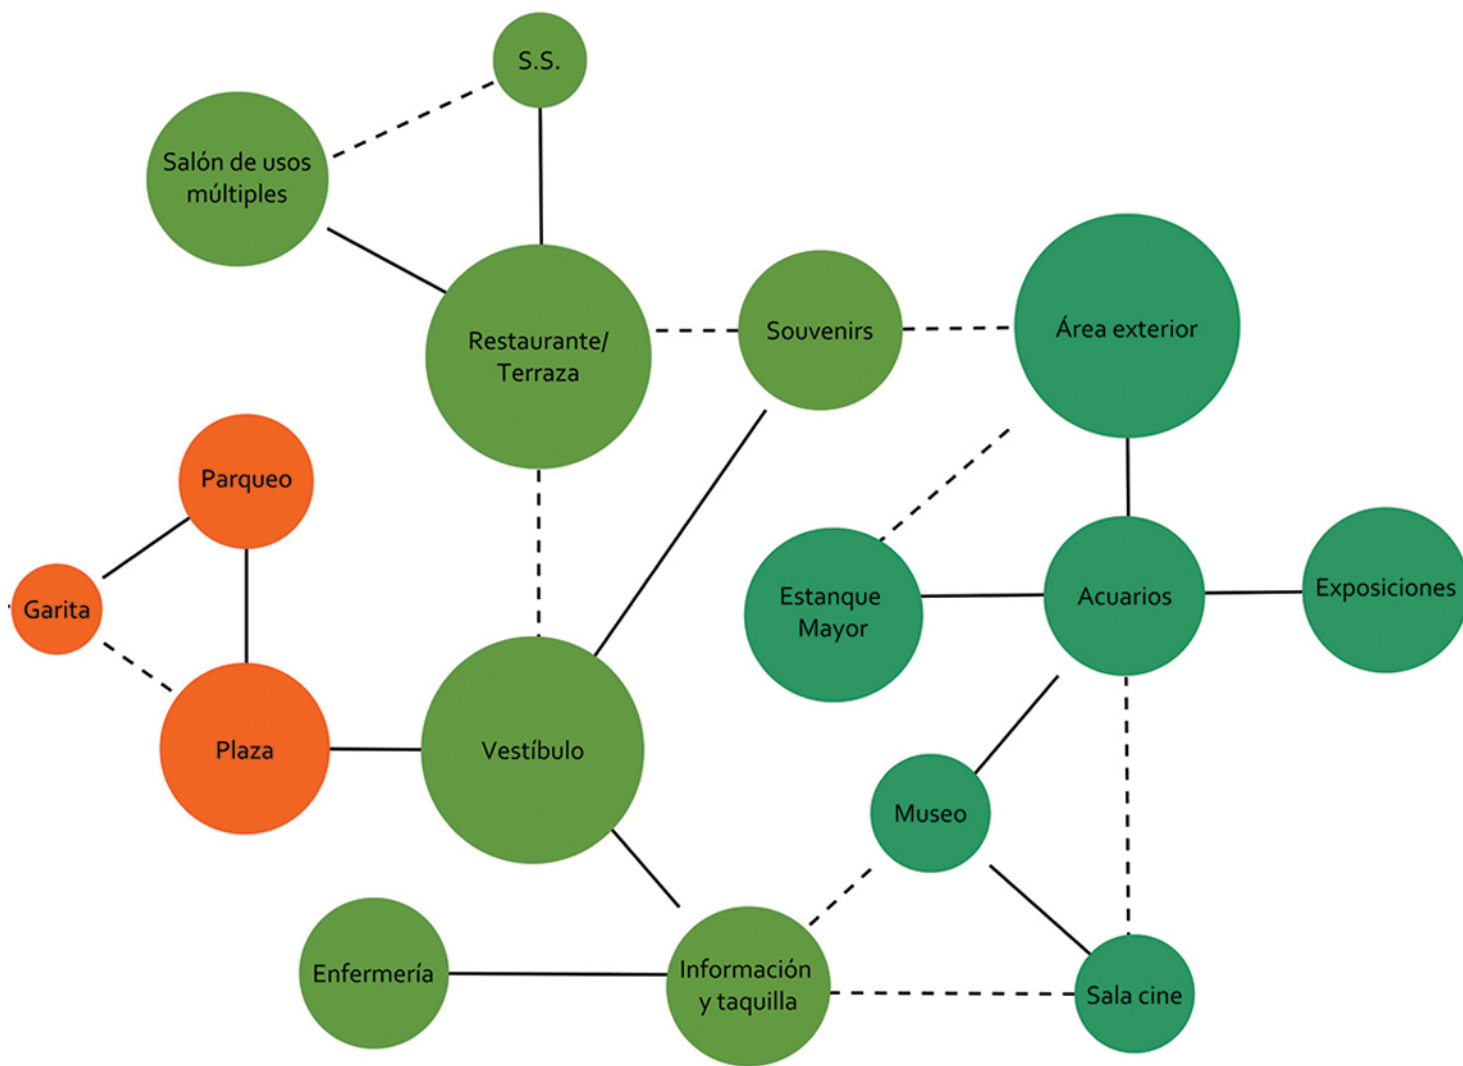 S.S.
Salón de usos
múltiples
Restaurante/
Terraza
Souvenirs
Área exterior
Parqueo
Garita
Plaza
Vestíbulo
Estanque
Mayor
Acuarios
Exposiciones
Museo
Enfermería
Información
y taquilla
Sala cine